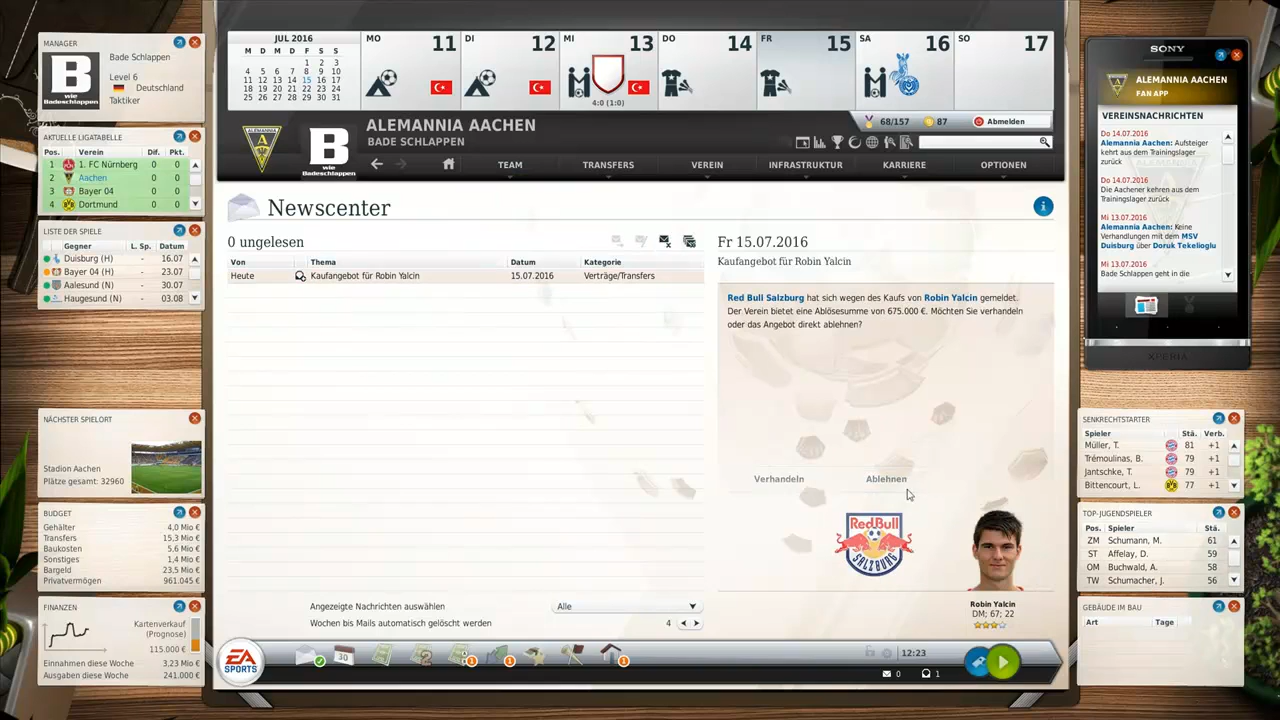 MANAGER
B
wie
Badeschlappen
Bade Schlappen
Level 6
Deutschland
Taktiker
AKTUELLE LIGATABELLE
Pos. Verein Dif. Pkt.
1 1. FC Nürnberg 0 0
2 Aachen 0 0
3 Bayer 04 0 0
4 Dortmund 0 0
LISTE DER SPIELE
Gegner L. Sp. Datum
Duisburg (H) - 16.07
Bayer 04 (H) - 23.07
Aalesund (N) - 30.07
Haugesund (N) - 03.08
NÄCHSTER SPIELORT
Stadion Aachen
Plätze gesamt: 32960
BUDGET
Gehälter 4,0 Mio €
Transfers 15,3 Mio €
Baukosten 5,6 Mio €
Sonstiges 1,4 Mio €
Bargeld 23,5 Mio €
Privatvermögen 961.045 €
FINANZEN
Kartenverkauf
(Prognose)
115.000 €
Einnahmen diese Woche 3,23 Mio €
Ausgaben diese Woche 241.000 €
JUL 2016
M D M D F S S
1 2 3
4 5 6 7 8 9 10
11 12 13 14 15 16 17
18 19 20 21 22 23 24
25 26 27 28 29 30 31
MO 11
DI 12
MI 13
4:0 (1:0)
DO 14
FR 15
SA 16
SO 17
ALEMANNIA AACHEN
BADE SCHLAPPEN
B
wie
Badeschlappen
68/157
87
Abmelden
TEAM TRANSFERS VEREIN INFRASTRUKTUR KARRIERE OPTIONEN
Newscenter
0 ungelesen
Von Thema Datum Kategorie
Heute Kaufangebot für Robin Yalcin 15.07.2016 Verträge/Transfers
Fr 15.07.2016
Kaufangebot für Robin Yalcin
Red Bull Salzburg hat sich wegen des Kaufs von Robin Yalcin gemeldet.
Der Verein bietet eine Ablösesumme von 675.000 €. Möchten Sie verhandeln
oder das Angebot direkt ablehnen?
Verhandeln Ablehnen
RedBull
SALZBURG
Robin Yalcin
DM; 67; 22
Angezeigte Nachrichten auswählen Alle
Wochen bis Mails automatisch gelöscht werden 4
EA
SPORTS
30
2
1
1
1
12:23
0
1
SONY
ALEMANNIA AACHEN
FAN APP
VEREINSNACHRICHTEN
Do 14.07.2016
Alemannia Aachen: Aufsteiger
kehrt aus dem Trainingslager
zurück
Do 14.07.2016
Die Aachener kehren aus dem
Trainingslager zurück
Mi 13.07.2016
Alemannia Aachen: Keine
Verhandlungen mit dem MSV
Duisburg über Doruk Tekelioglu
Mi 13.07.2016
Bade Schlappen geht in die
XPERIA
SENKRECHTSTARTER
Spieler Stä. Verb.
Müller, T. 81 +1
Trémoulinas, B. 79 +1
Jantschke, T. 79 +1
Bittencourt, L. 77 +1
TOP-JUGENDSPIELER
Pos. Spieler Stä.
ZM Schumann, M. 61
ST Affelay, D. 59
OM Buchwald, A. 58
TW Schumacher, J. 56
GEBÄUDE IM BAU
Art Tage